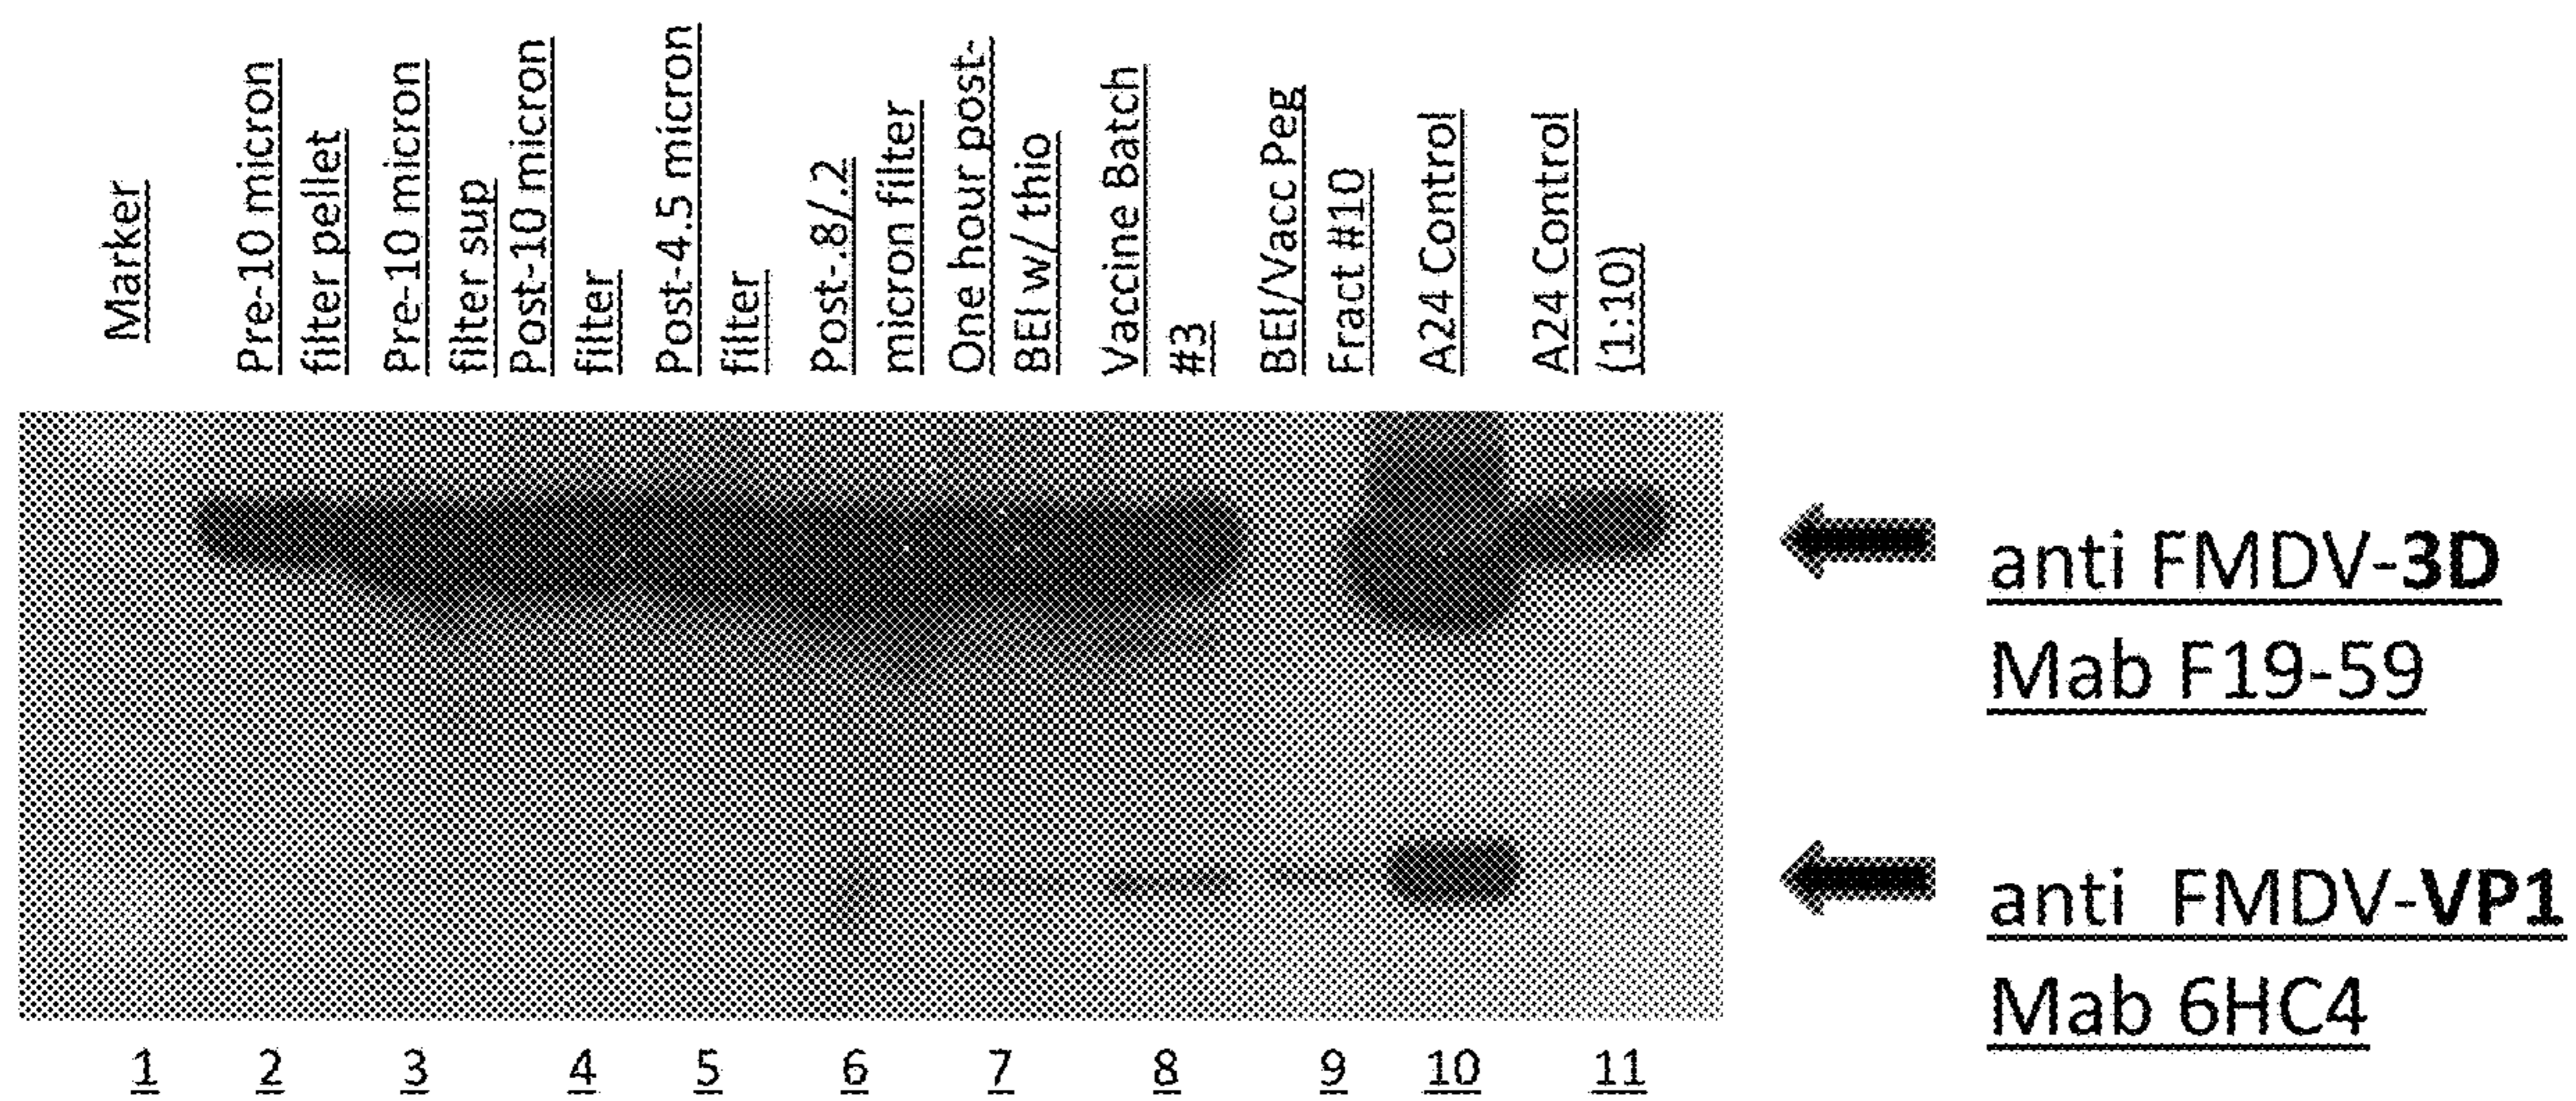 Marker
Pre-10 micron
filter pellet
Pre-10 micron
filter sup
Post-10 micron
filter
Post-4.5 micron
filter
Post-.8/.2
micron filter
One hour post-
BEI w/ thio
Vaccine Batch
#3
BEI/Vacc Peg
Fract #10
A24 Control
A24 Control
(1:10)
anti FMDV-3D
Mab F19-59
anti FMDV-VP1
Mab 6HC4
1 2 3 4 5 6 7 8 9 10 11